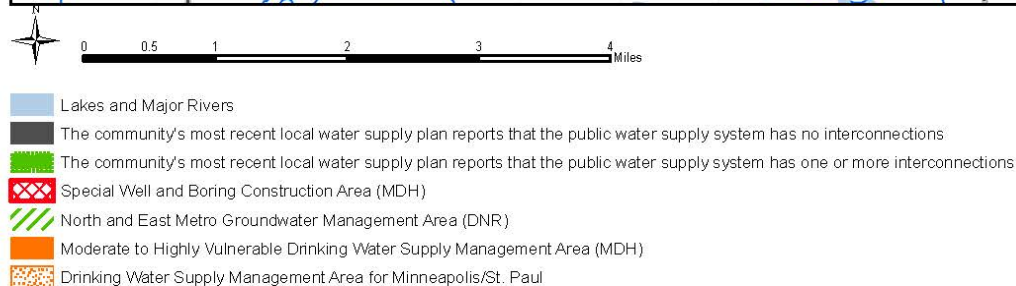 N
0 0.5 1 2 3 4
Miles
Lakes and Major Rivers
The community's most recent local water supply plan reports that the public water supply system has no interconnections
The community's most recent local water supply plan reports that the public water supply system has one or more interconnections
Special Well and Boring Construction Area (MDH)
North and East Metro Groundwater Management Area (DNR)
Moderate to Highly Vulnerable Drinking Water Supply Management Area (MDH)
Drinking Water Supply Management Area for Minneapolis/St. Paul